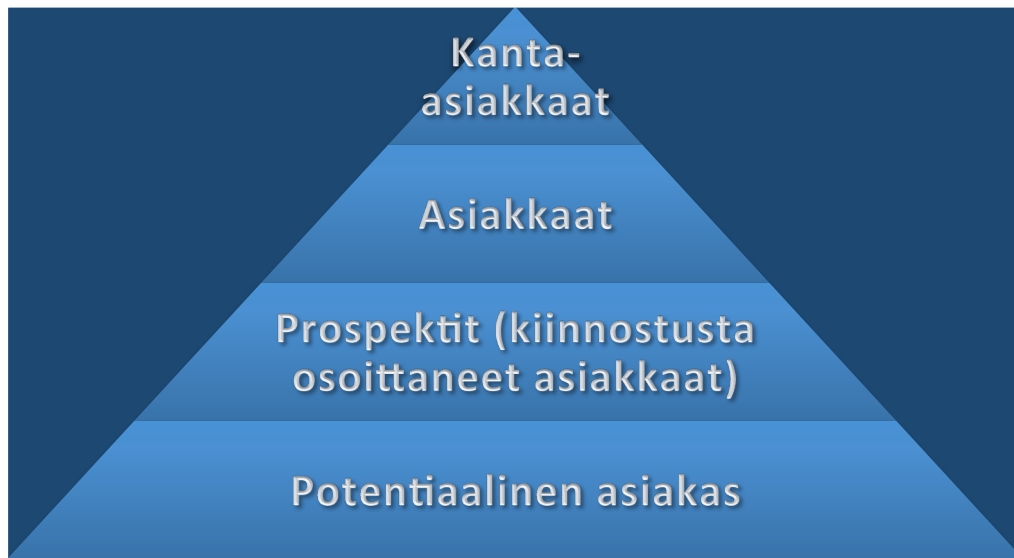 Kanta-
asiakkaat
Asiakkaat
Prospektit (kiinnostusta
osoittaneet asiakkaat)
Potentiaalinen asiakas